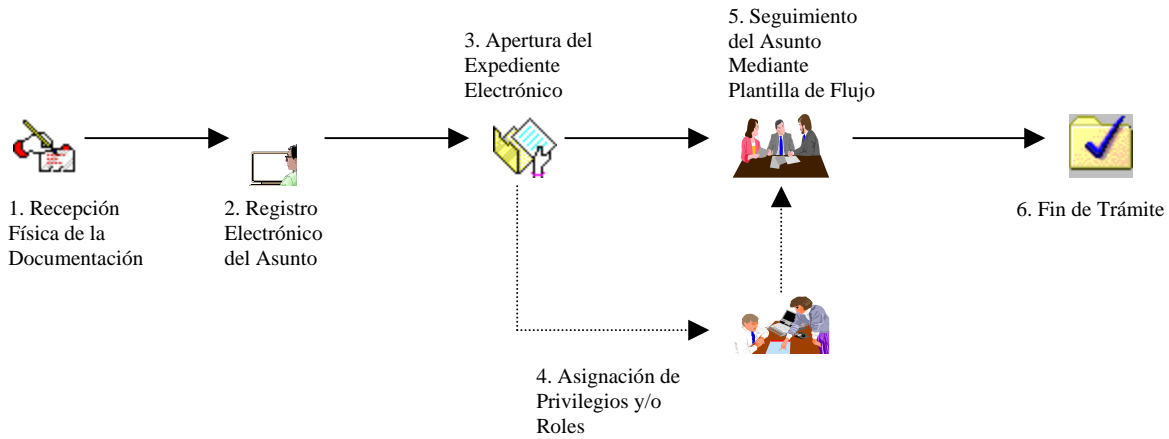 1. Recepción
Física de la
Documentación
2. Registro
Electrónico
del Asunto
3. Apertura del
Expediente
Electrónico
4. Asignación de
Privilegios y/o
Roles
5. Seguimiento
del Asunto
Mediante
Plantilla de Flujo
6. Fin de Trámite